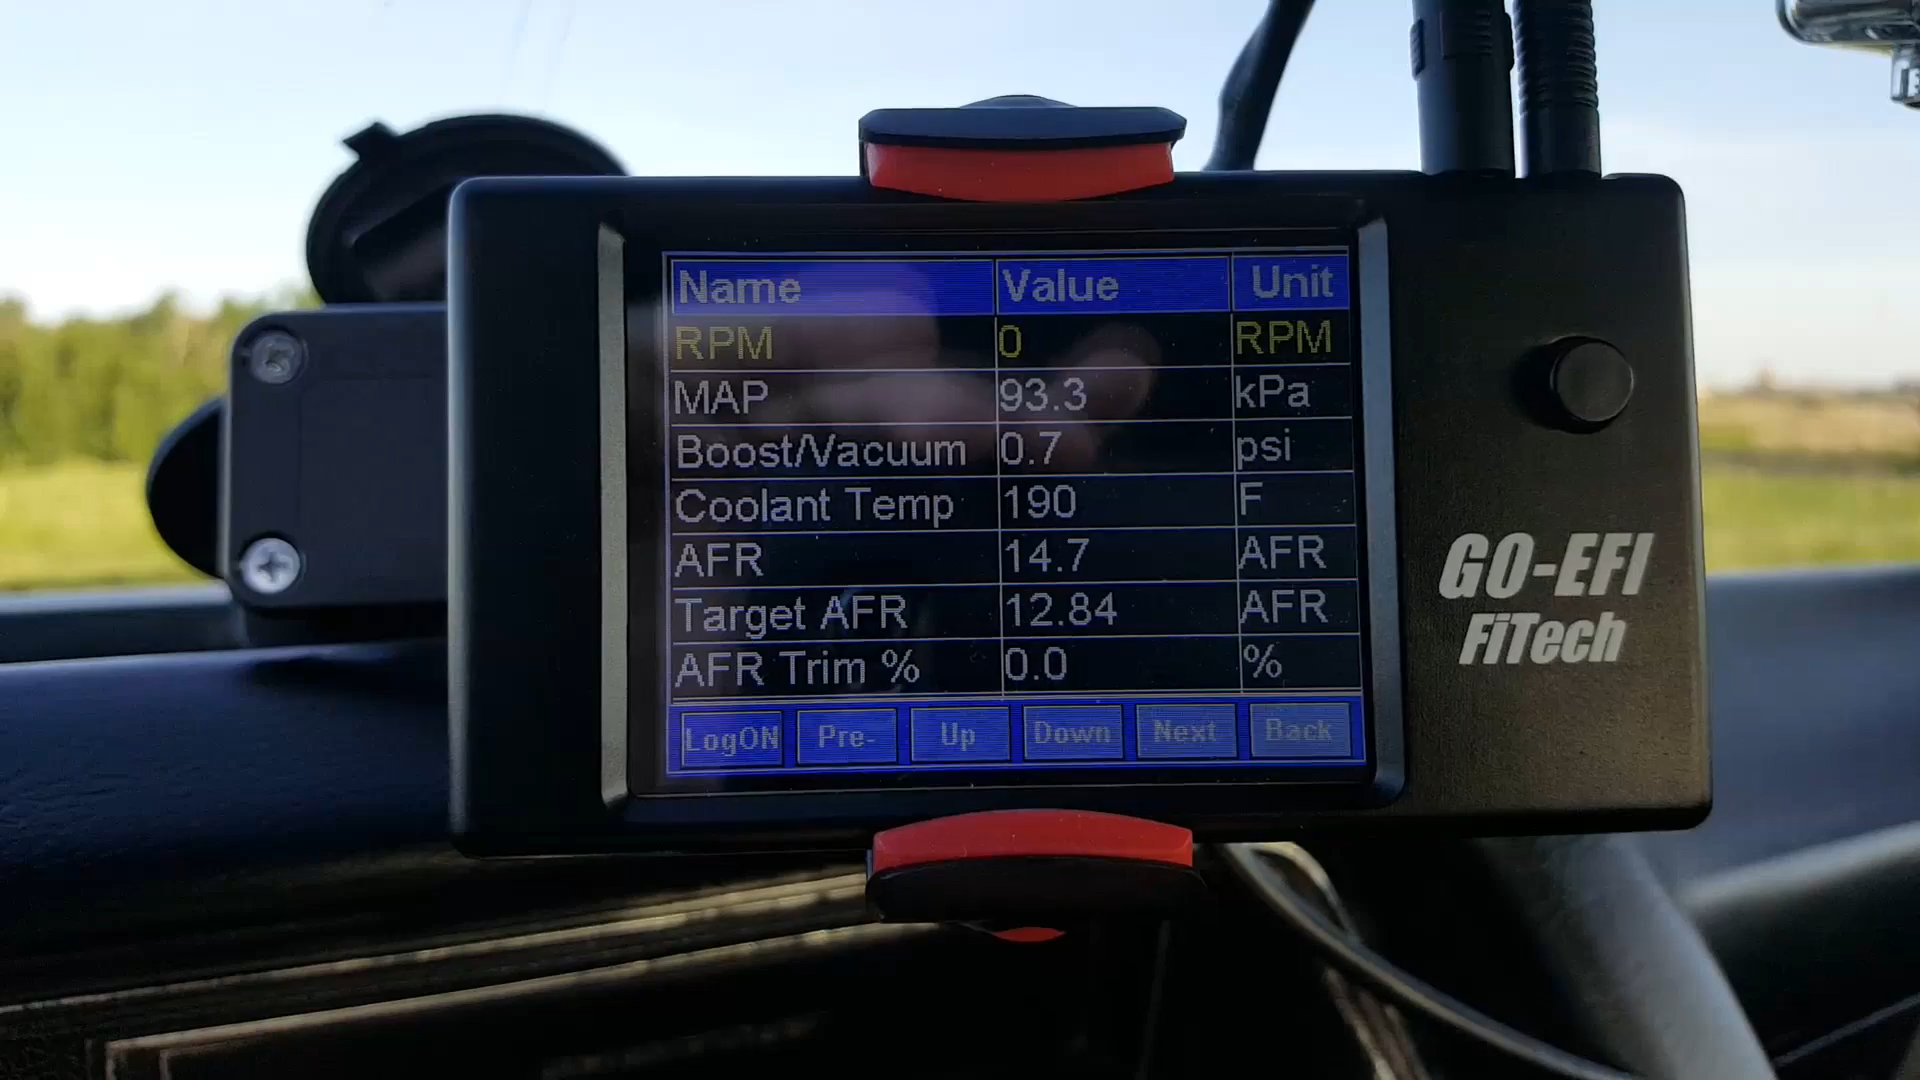 Name Value Unit
RPM 0 RPM
MAP 93.3 kPa
Boost/Vacuum 0.7 psi
Coolant Temp 190 F
AFR 14.7 AFR
Target AFR 12.84 AFR
AFR Trim % 0.0 %
LogON Pre- Up Down Next Back
GO-EFI
FiTech